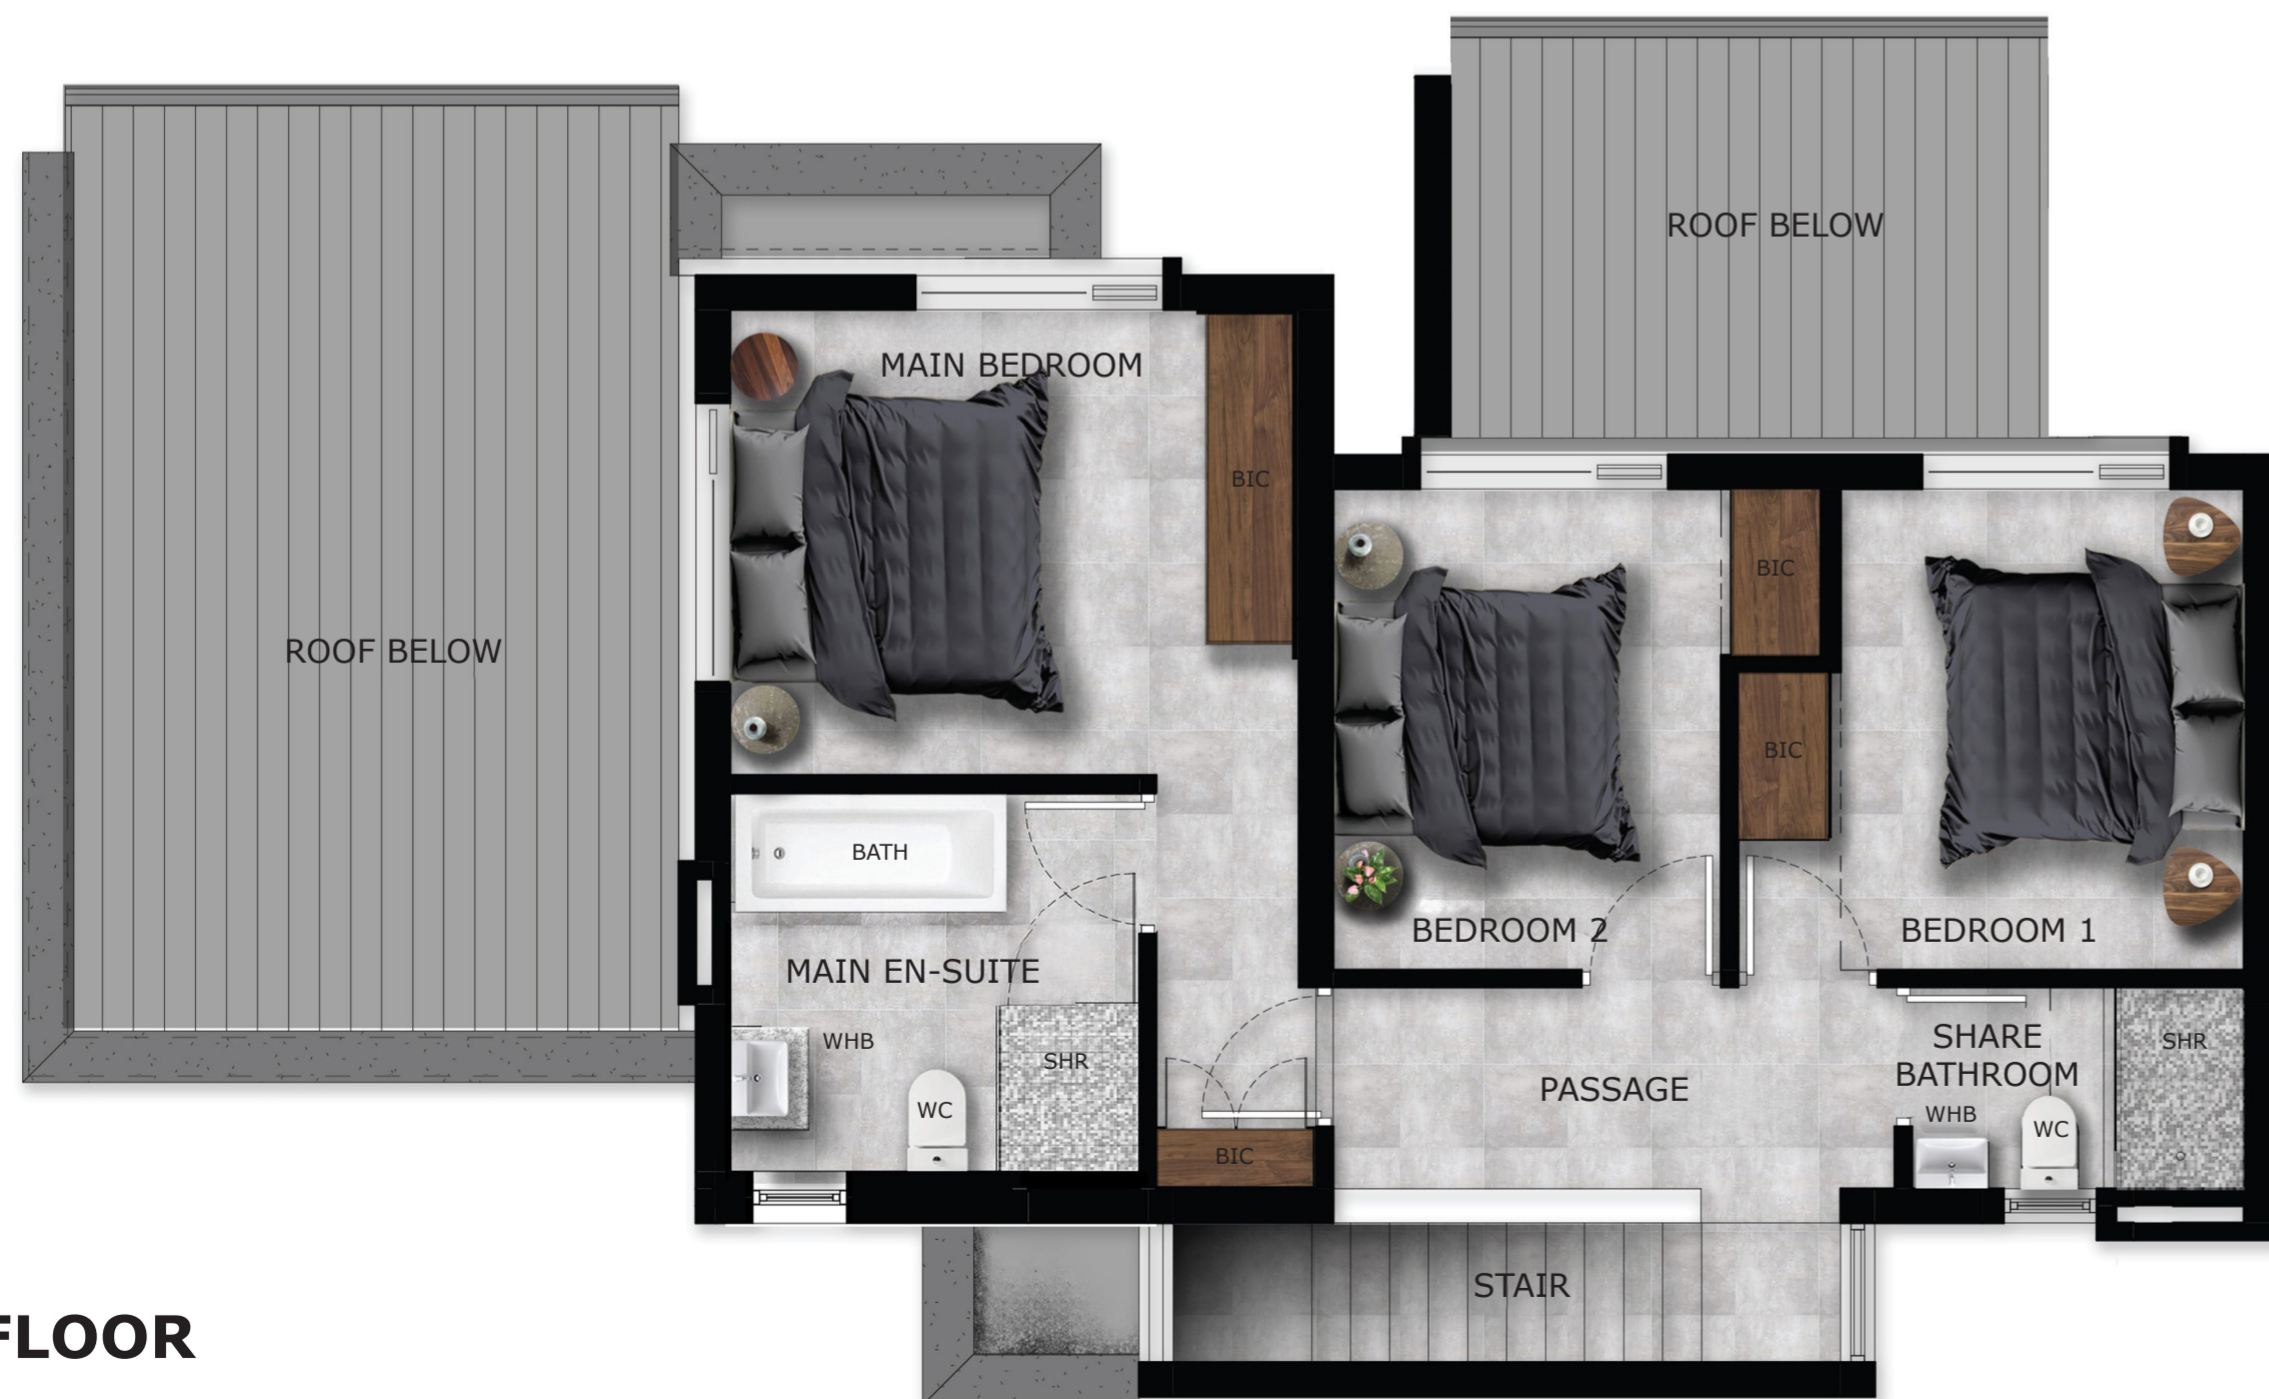 ROOF BELOW
MAIN BEDROOM
BIC
ROOF BELOW
BIC
BIC
BATH
BEDROOM 2
BEDROOM 1
MAIN EN-SUITE
WHB
WC
SHR
BIC
PASSAGE
SHARE
BATHROOM
WHB
WC
SHR
STAIR
FLOOR